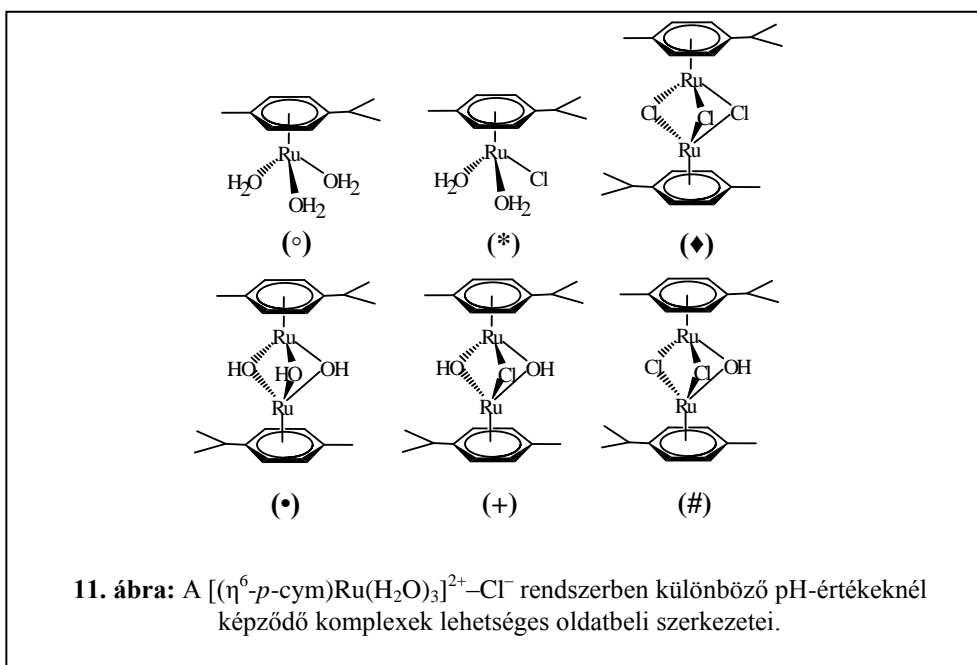 Ru
H2O
OH2
OH2
(○)
Ru
H2O
OH2
Cl
(*)
Ru
Cl
Cl
Cl
Ru
(♦)
Ru
HO
HO
OH
Ru
(•)
Ru
HO
Cl
OH
Ru
(+)
Ru
Cl
Cl
OH
Ru
(#)
11. ábra: A [(η⁶-p-cym)Ru(H₂O)₃]²⁺–Cl⁻ rendszerben különböző pH-értékeknél
képződő komplexek lehetséges oldatbeli szerkezetei.